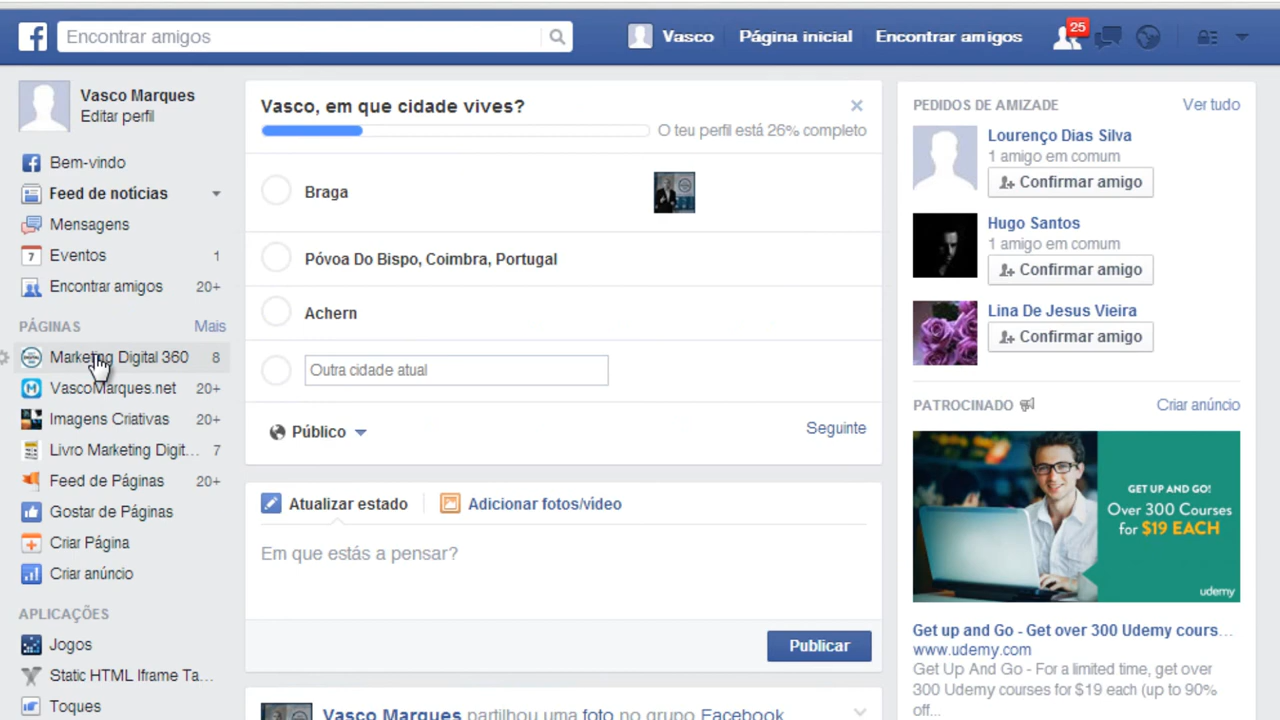 Encontrar amigos
Vasco
Página inicial
Encontrar amigos
25
Vasco Marques
Editar perfil
Bem-vindo
Feed de notícias
Mensagens
7
Eventos 1
Encontrar amigos 20+
PÁGINAS Mais
Marketing Digital 360 8
VascoMarques.net 20+
Imagens Criativas 20+
Livro Marketing Digit... 7
Feed de Páginas 20+
Gostar de Páginas
Criar Página
Criar anúncio
APLICAÇÕES
Jogos
Static HTML Iframe Ta...
Toques
Vasco, em que cidade vives?
O teu perfil está 26% completo
Braga
Póvoa Do Bispo, Coimbra, Portugal
Achern
Outra cidade atual
Público
Seguinte
Atualizar estado
Adicionar fotos/vídeo
Em que estás a pensar?
Publicar
Vasco Marques partilhou uma foto no grupo Facebook
PEDIDOS DE AMIZADE Ver tudo
Lourenço Dias Silva
1 amigo em comum
Confirmar amigo
Hugo Santos
1 amigo em comum
Confirmar amigo
Lina De Jesus Vieira
Confirmar amigo
PATROCINADO Criar anúncio
GET UP AND GO!
Over 300 Courses
for $19 EACH
udemy
Get up and Go - Get over 300 Udemy cours...
www.udemy.com
Get Up And Go - For a limited time, get over
300 Udemy courses for $19 each (up to 90%
off...